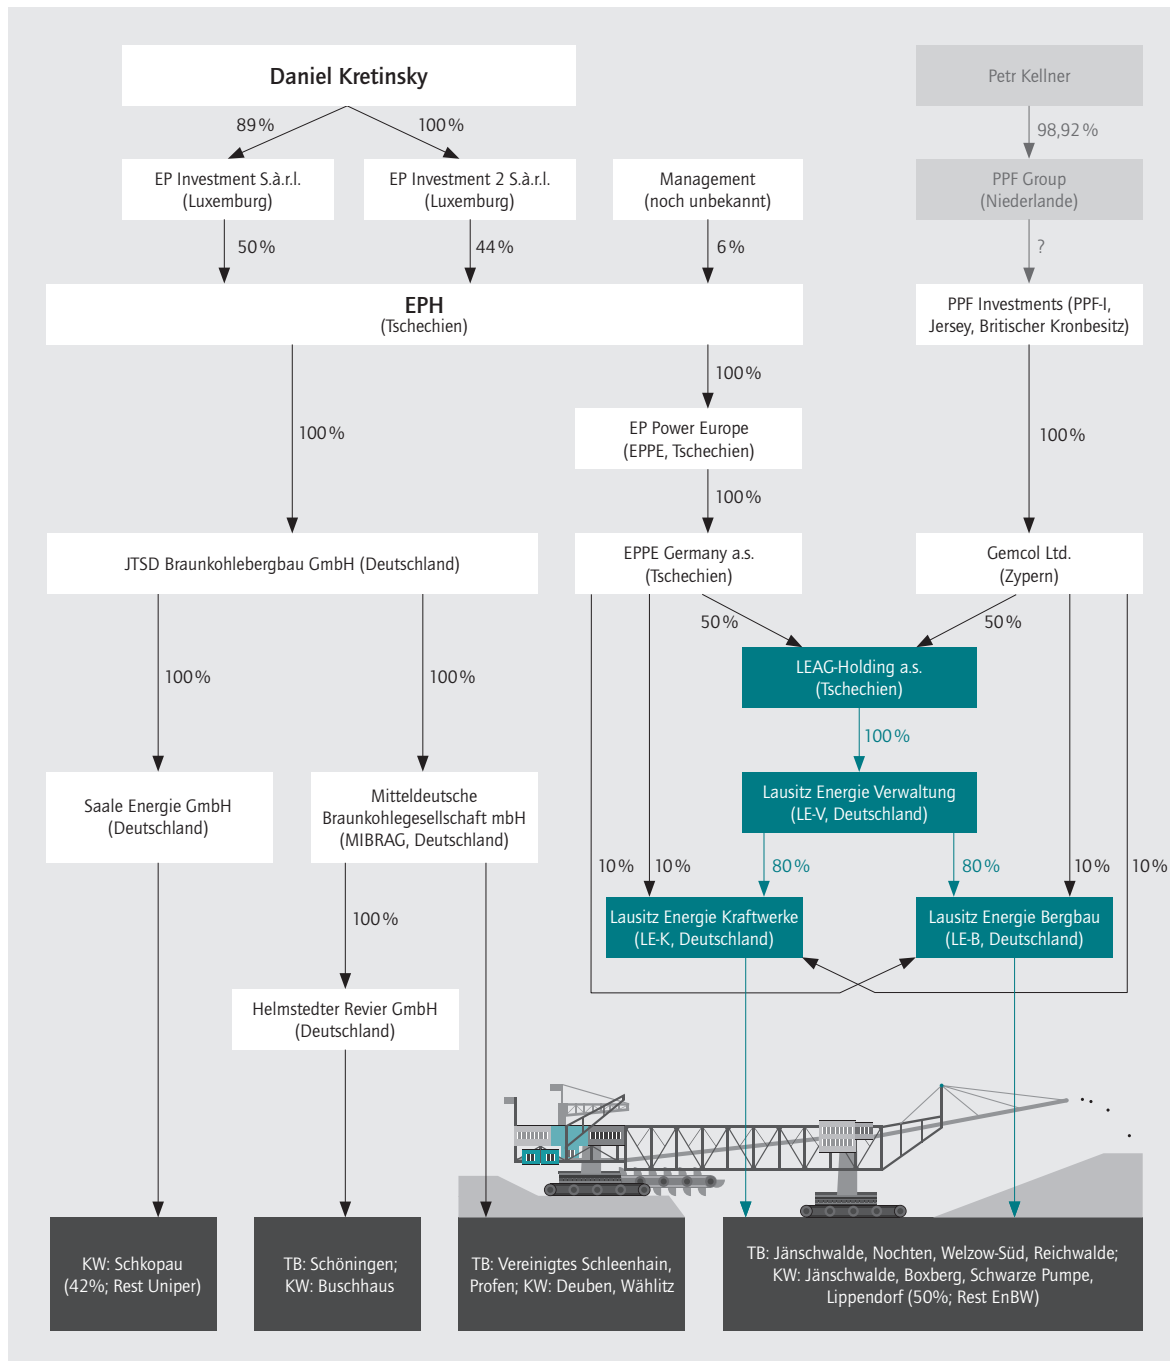 Daniel Kretinsky
Petr Kellner
89%
100%
98,92%
EP Investment S.à.r.l.
(Luxemburg)
EP Investment 2 S.à.r.l.
(Luxemburg)
Management
(noch unbekannt)
PPF Group
(Niederlande)
50%
44%
6%
?
EPH
(Tschechien)
PPF Investments (PPF-I,
Jersey, Britischer Kronbesitz)
100%
100%
EP Power Europe
(EPPE, Tschechien)
100%
100%
JTSD Braunkohlebergbau GmbH (Deutschland)
EPPE Germany a.s.
(Tschechien)
Gemcol Ltd.
(Zypern)
50%
50%
100%
100%
LEAG-Holding a.s.
(Tschechien)
100%
Saale Energie GmbH
(Deutschland)
Mitteldeutsche
Braunkohlegesellschaft mbH
(MIBRAG, Deutschland)
Lausitz Energie Verwaltung
(LE-V, Deutschland)
10%
10%
80%
80%
10%
10%
100%
Lausitz Energie Kraftwerke
(LE-K, Deutschland)
Lausitz Energie Bergbau
(LE-B, Deutschland)
Helmstedter Revier GmbH
(Deutschland)
KW: Schkopau
(42%; Rest Uniper)
TB: Schöningen;
KW: Buschhaus
TB: Vereinigtes Schleenhain,
Profen; KW: Deuben, Wählitz
TB: Jänschwalde, Nochten, Welzow-Süd, Reichwalde;
KW: Jänschwalde, Boxberg, Schwarze Pumpe,
Lippendorf (50%; Rest EnBW)